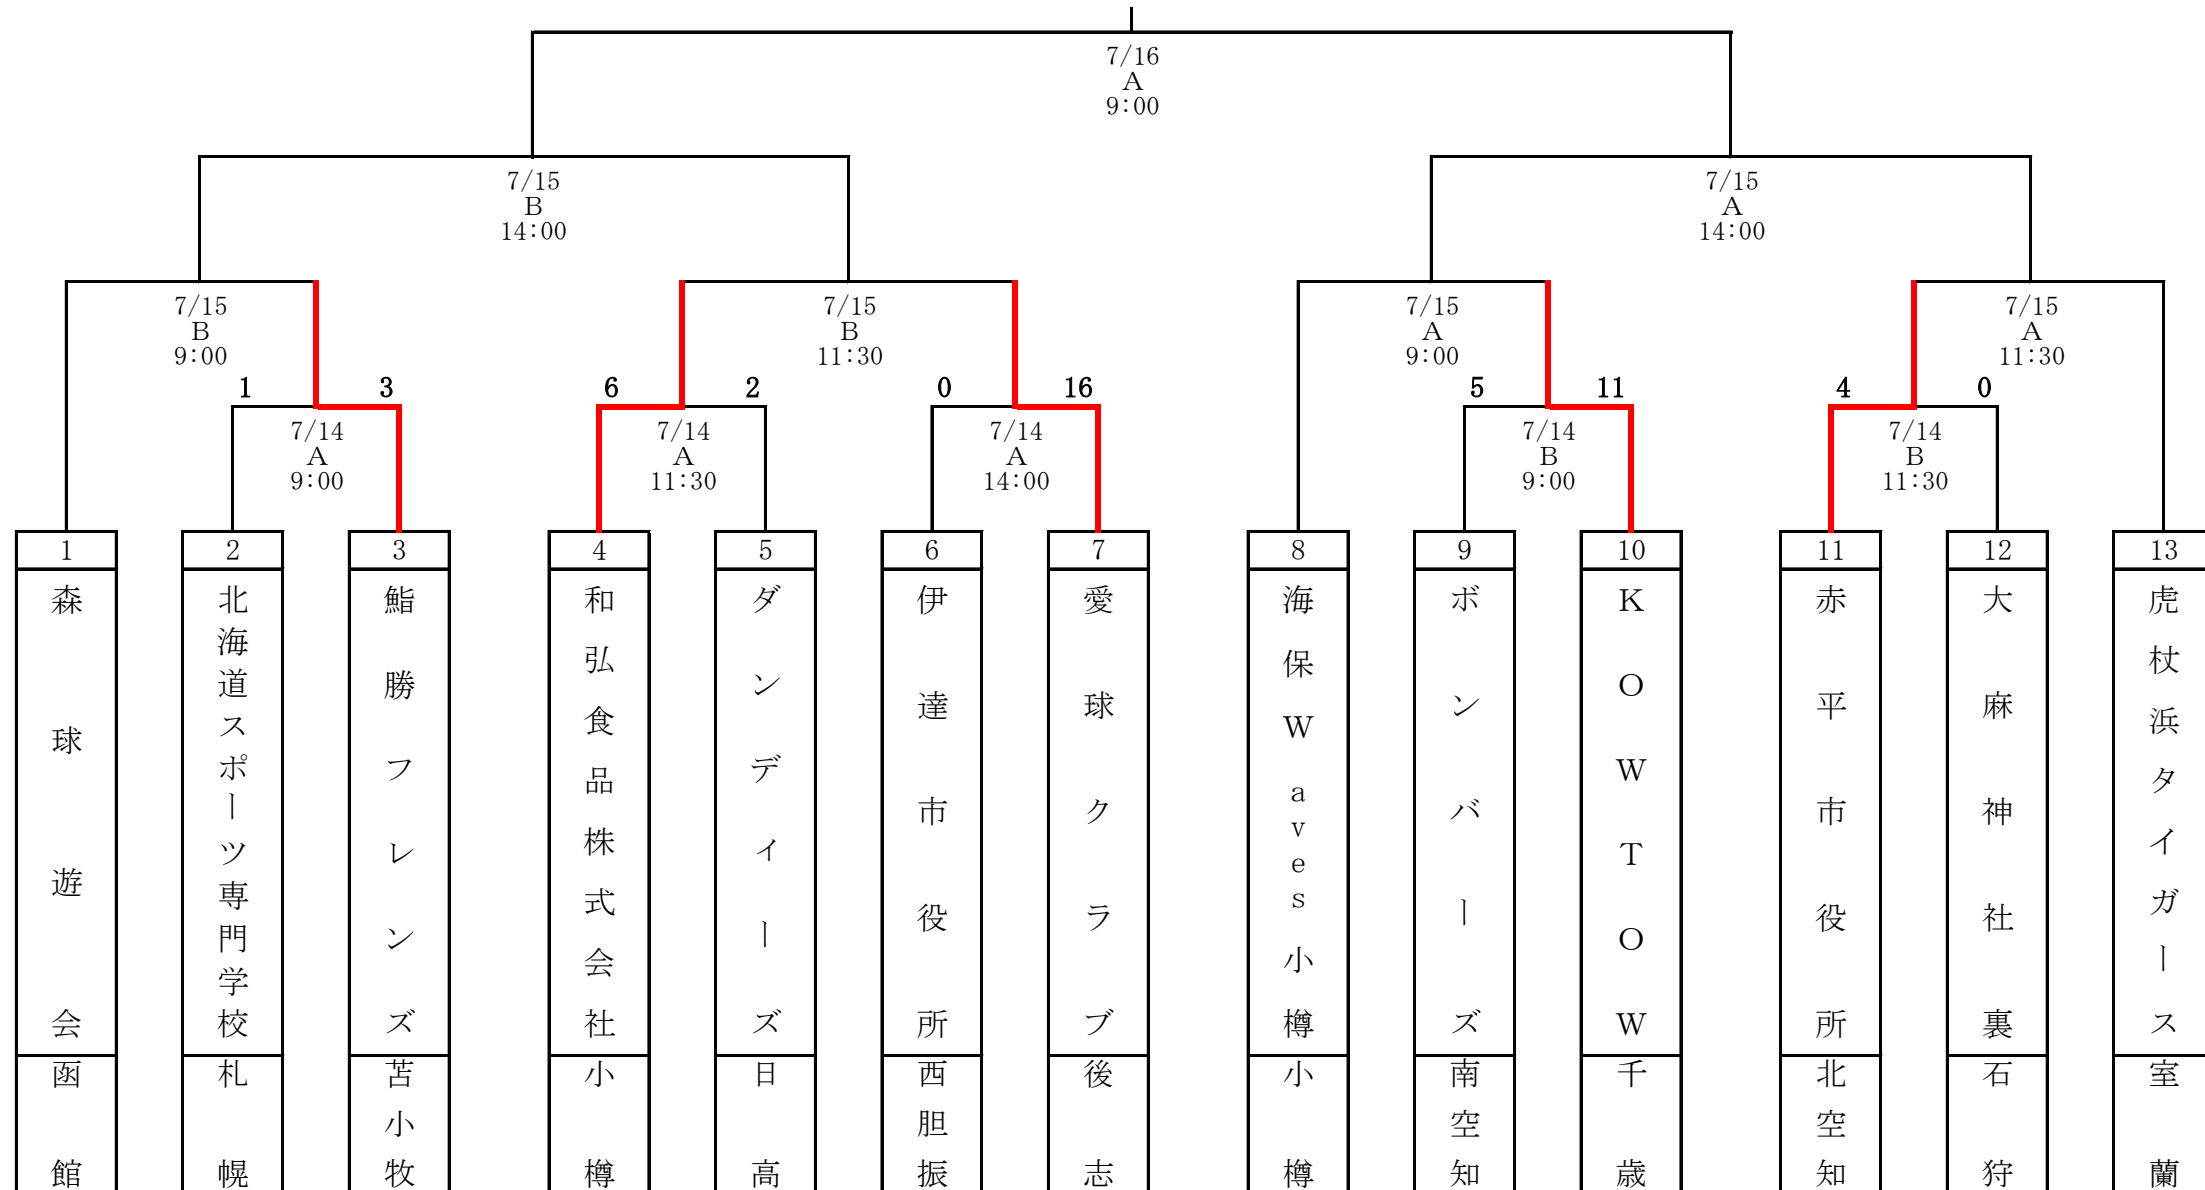 7/16
A
9:00
7/15
B
14:00
7/15
A
14:00
7/15
B
9:00
7/15
B
11:30
7/15
A
9:00
7/15
A
11:30
1 3
6 2
0 16
5 11
4 0
7/14
A
9:00
7/14
A
11:30
7/14
A
14:00
7/14
B
9:00
7/14
B
11:30
1
森球遊会
函館
2
北海道スポーツ専門学校
札幌
3
鮨勝フレンズ
苫小牧
4
和弘食品株式会社
小樽
5
ダンディーズ
日高
6
伊達市役所
西胆振
7
愛球クラブ
後志
8
海保Waves小樽
小樽
9
ボンバーズ
南空知
10
KOWTOW
千歳
11
赤平市役所
北空知
12
大麻神社裏
石狩
13
虎杖浜タイガース
室蘭